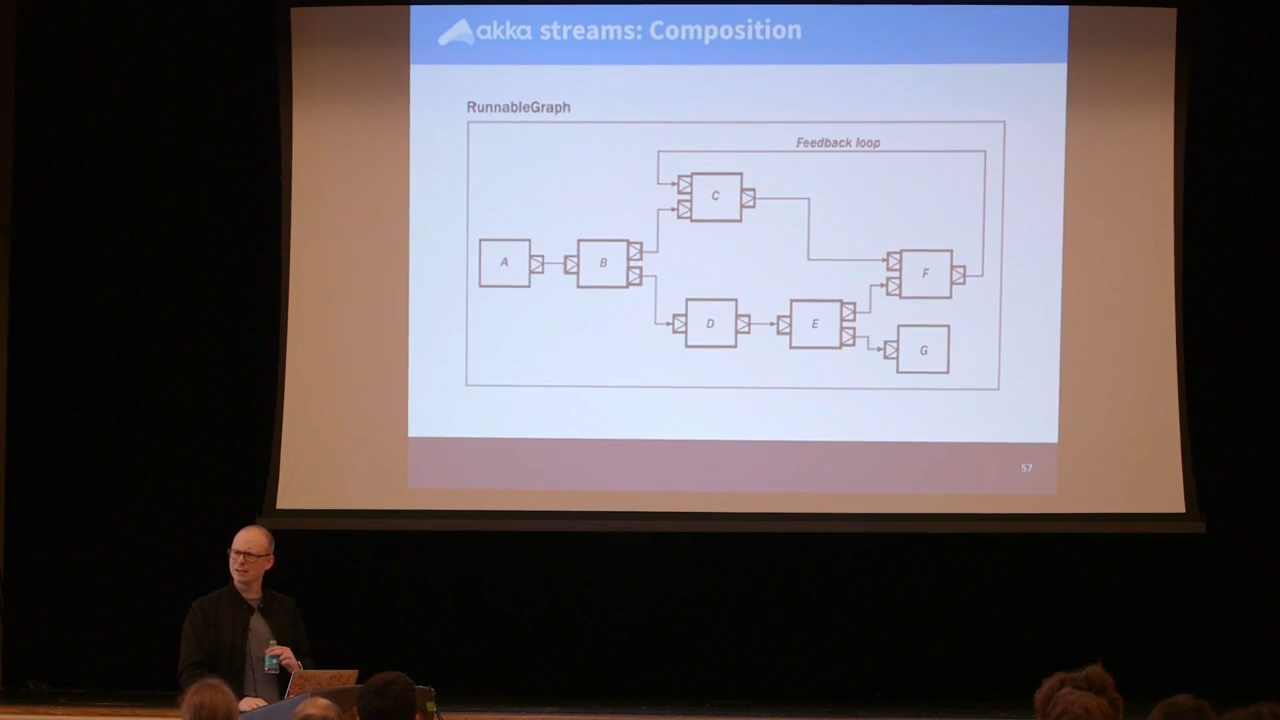 akka streams: Composition
RunnableGraph
Feedback loop
C
A
B
F
D
E
G
57